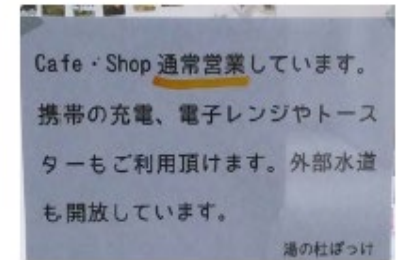 Cafe・Shop 通常営業しています。
携帯の充電、電子レンジやトース
ターもご利用頂けます。外部水道
も開放しています。
湯の杜ぽっけ